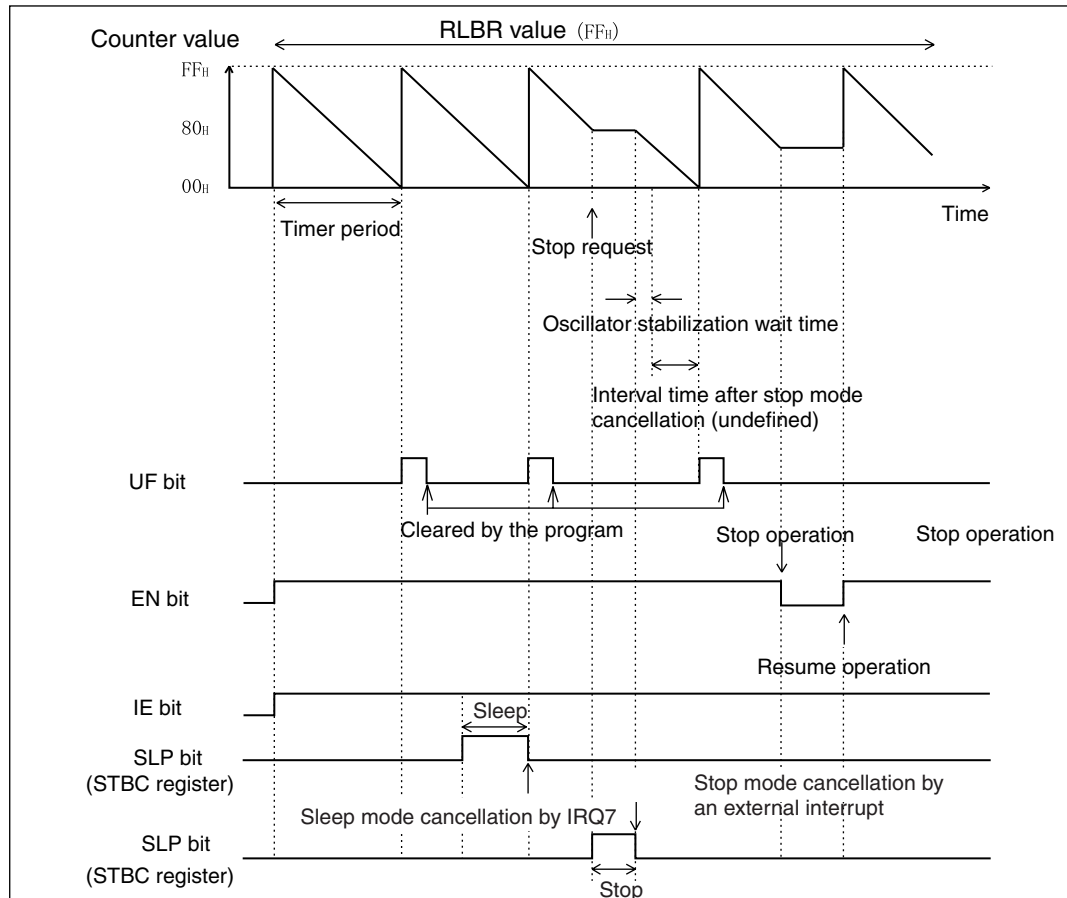 RLBR value (FFH)
Counter value
FFH
80H
00H
Time
Timer period
Stop request
Oscillator stabilization wait time
Interval time after stop mode
cancellation (undefined)
UF bit
Cleared by the program
Stop operation
Stop operation
EN bit
Resume operation
IE bit
Sleep
SLP bit
(STBC register)
Stop mode cancellation by
an external interrupt
Sleep mode cancellation by IRQ7
SLP bit
(STBC register)
Stop